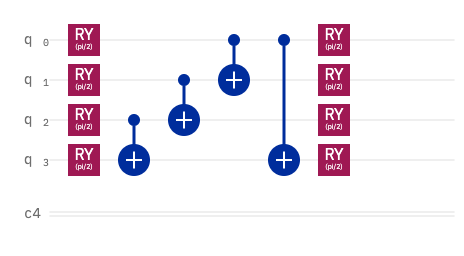 q 0 RY (pi/2) RY (pi/2)
q 1 RY (pi/2) RY (pi/2)
q 2 RY (pi/2) RY (pi/2)
q 3 RY (pi/2) RY (pi/2)
c4